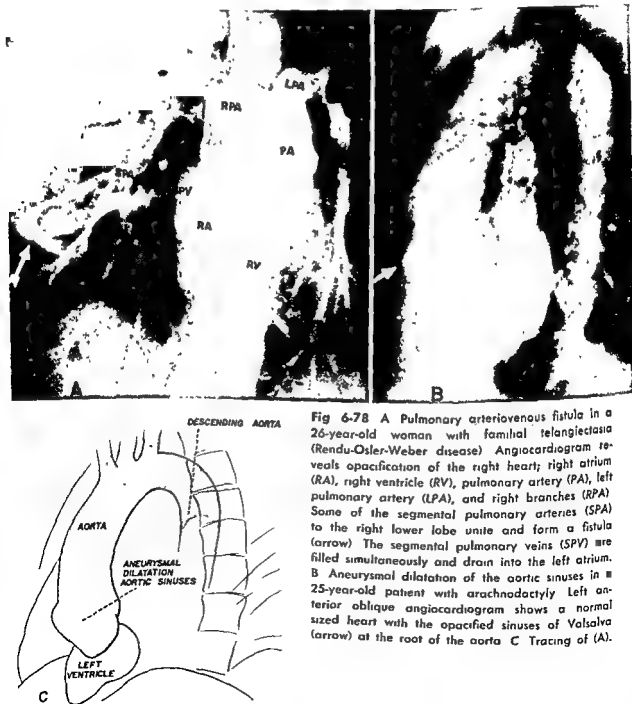 LPA
RPA
PA
SPA
PV
RA
RV
A
B
DESCENDING AORTA
AORTA
ANEURYSMAL
DILATATION
AORTIC SINUSES
LEFT
VENTRICLE
C
Fig 6-78 A Pulmonary arteriovenous fistula in a
26-year-old woman with familial telangiectasia
(Rendu-Osler-Weber disease) Angiocardiogram re-
veals opacification of the right heart; right atrium
(RA), right ventricle (RV), pulmonary artery (PA), left
pulmonary artery (LPA), and right branches (RPA)
Some of the segmental pulmonary arteries (SPA)
to the right lower lobe unite and form a fistula
(arrow) The segmental pulmonary veins (SPV) are
filled simultaneously and drain into the left atrium.
B Aneurysmal dilatation of the aortic sinuses in a
25-year-old patient with arachnodactyly Left an-
terior oblique angiocardiogram shows a normal
sized heart with the opacified sinuses of Valsalva
(arrow) at the root of the aorta C Tracing of (A).